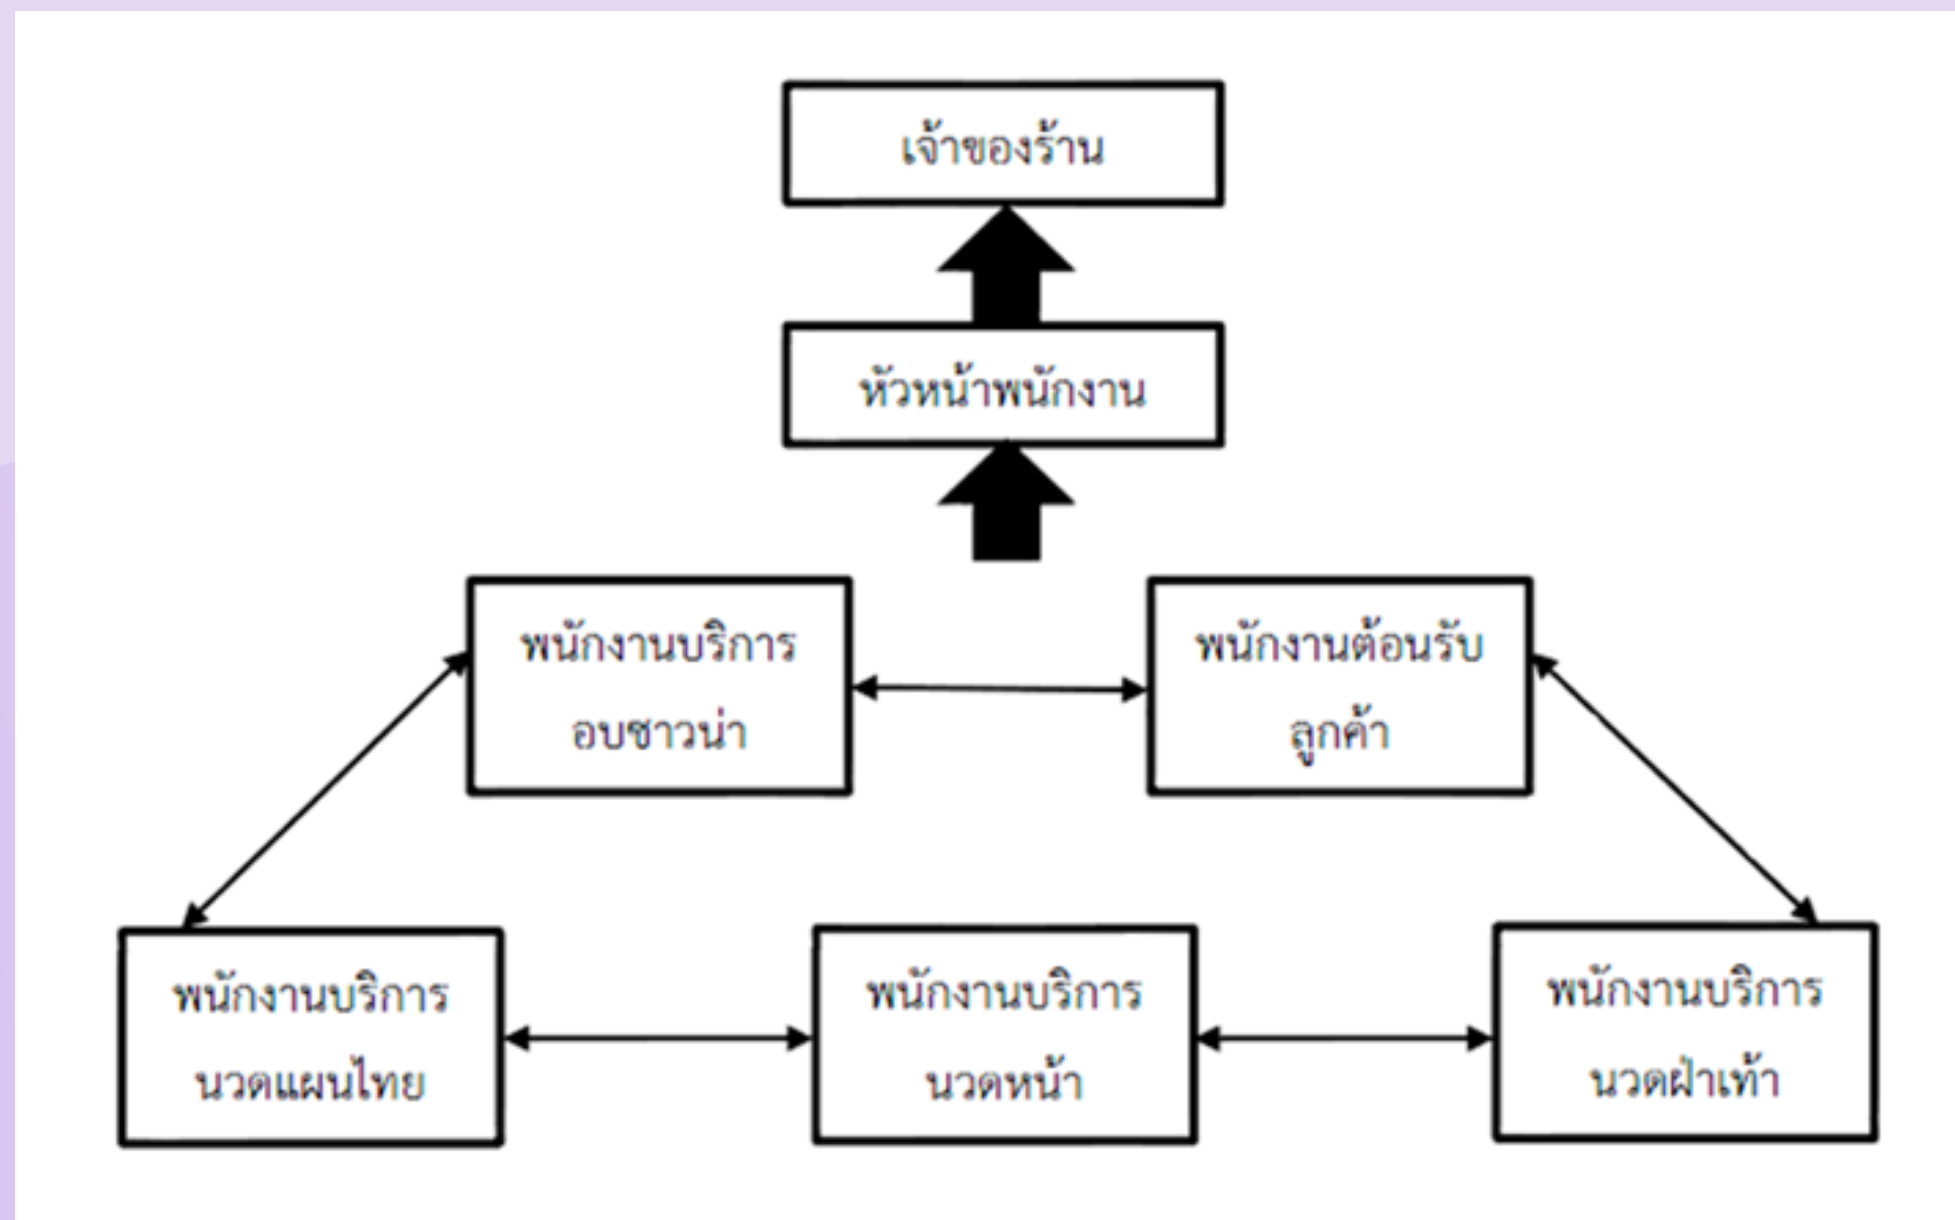 เจ้าของร้าน
หัวหน้าพนักงาน
พนักงานบริการ
อบซาวน่า
พนักงานต้อนรับ
ลูกค้า
พนักงานบริการ
นวดแผนไทย
พนักงานบริการ
นวดหน้า
พนักงานบริการ
นวดฝ่าเท้า